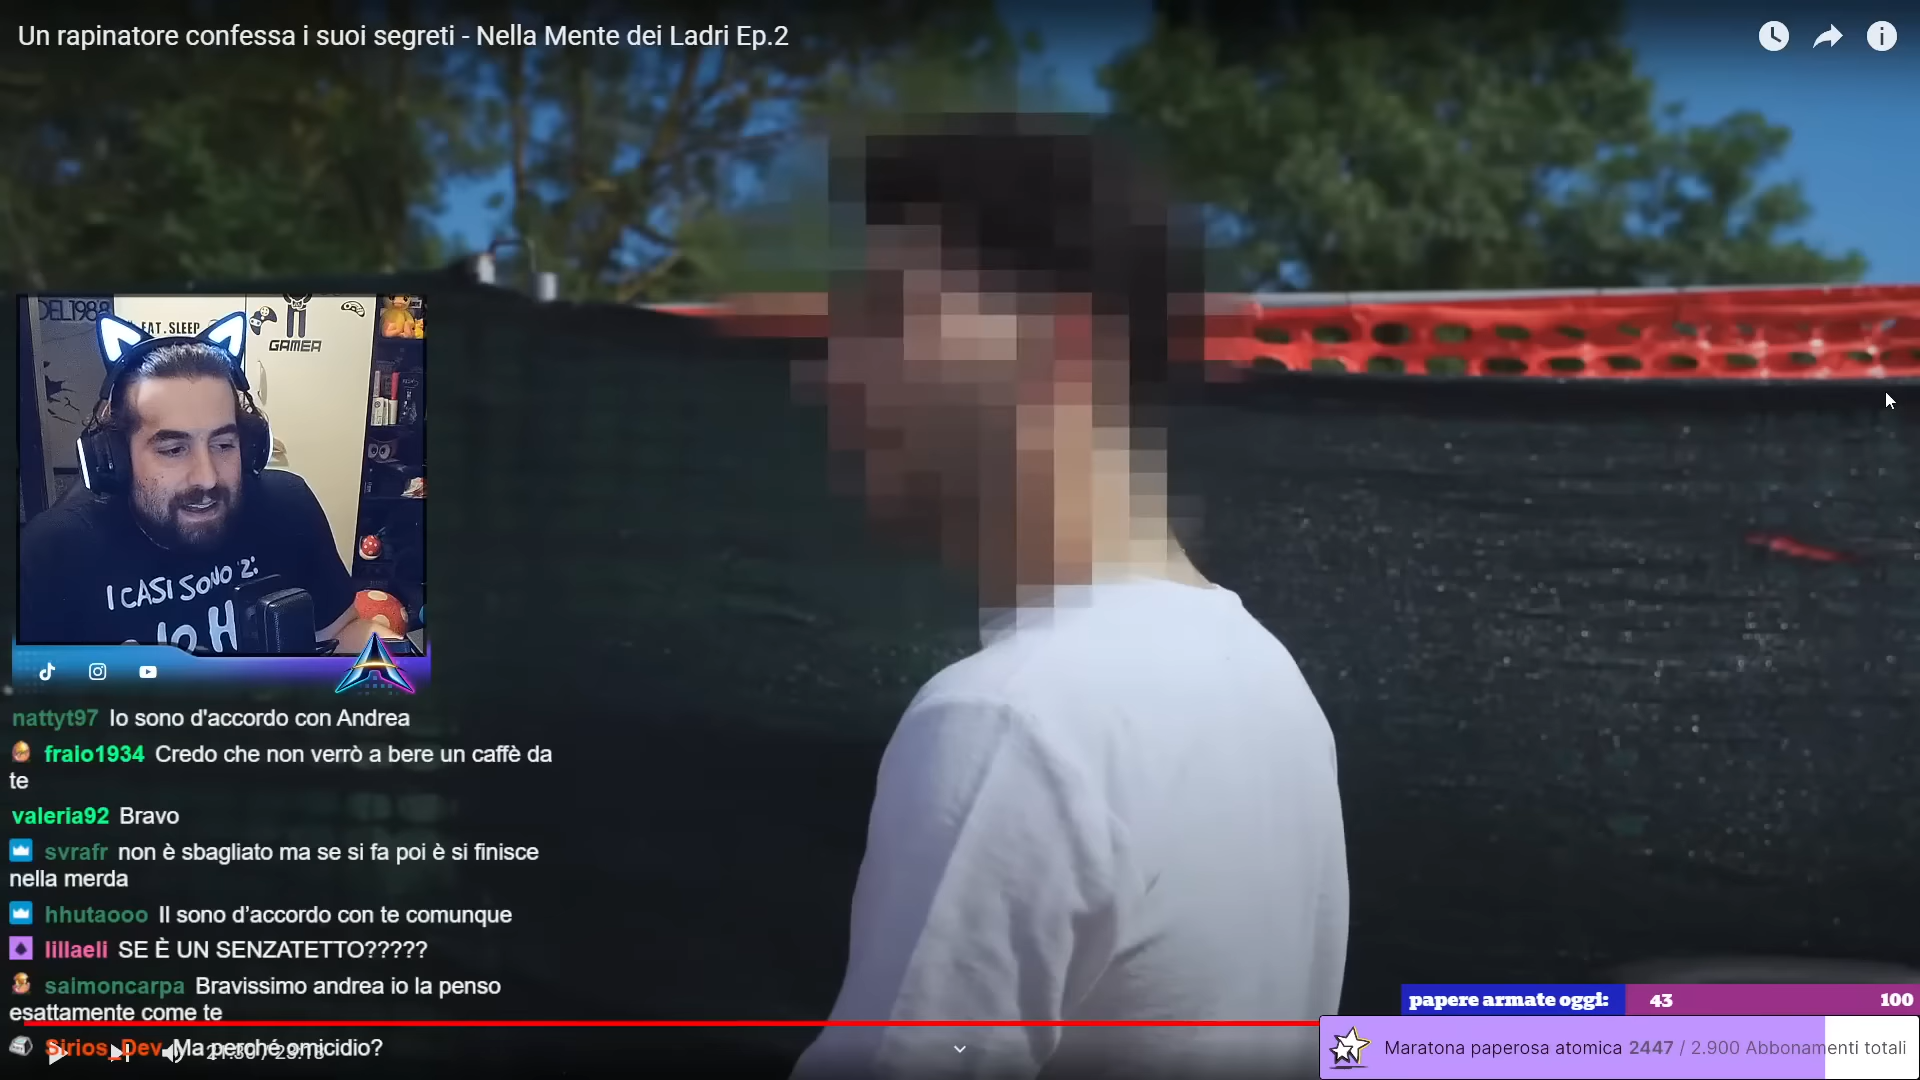 Un rapinatore confessa i suoi segreti - Nella Mente dei Ladri Ep.2
DEL1988
EAT.SLEEP
GAMER
I CASI SONO 2:
nattyt97 Io sono d'accordo con Andrea
fraio1934 Credo che non verrò a bere un caffè da
te
valeria92 Bravo
svrafr non è sbagliato ma se si fa poi è si finisce
nella merda
hhutaooo Il sono d’accordo con te comunque
lillaeli SE È UN SENZATETTO?????
saimoncarpa Bravissimo andrea io la penso
esattamente come te
Sirios_Dev Ma perché omicidio?
papere armate oggi: 43 100
Maratona paperosa atomica 2447 / 2.900 Abbonamenti totali